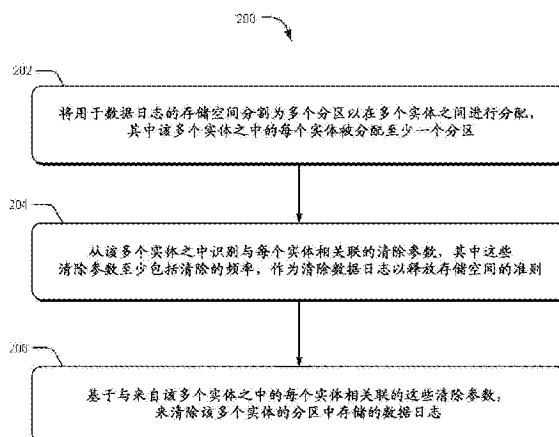 200
202
将用于数据日志的存储空间分割为多个分区以在多个实体之间进行分配，
其中该多个实体之中的每个实体被分配至少一个分区
204
从该多个实体之中识别与每个实体相关联的清除参数，其中这些
清除参数至少包括清除的频率，作为清除数据日志以释放存储空间的准则
206
基于与来自该多个实体之中的每个实体相关联的这些清除参数，
来清除该多个实体的分区中存储的数据日志